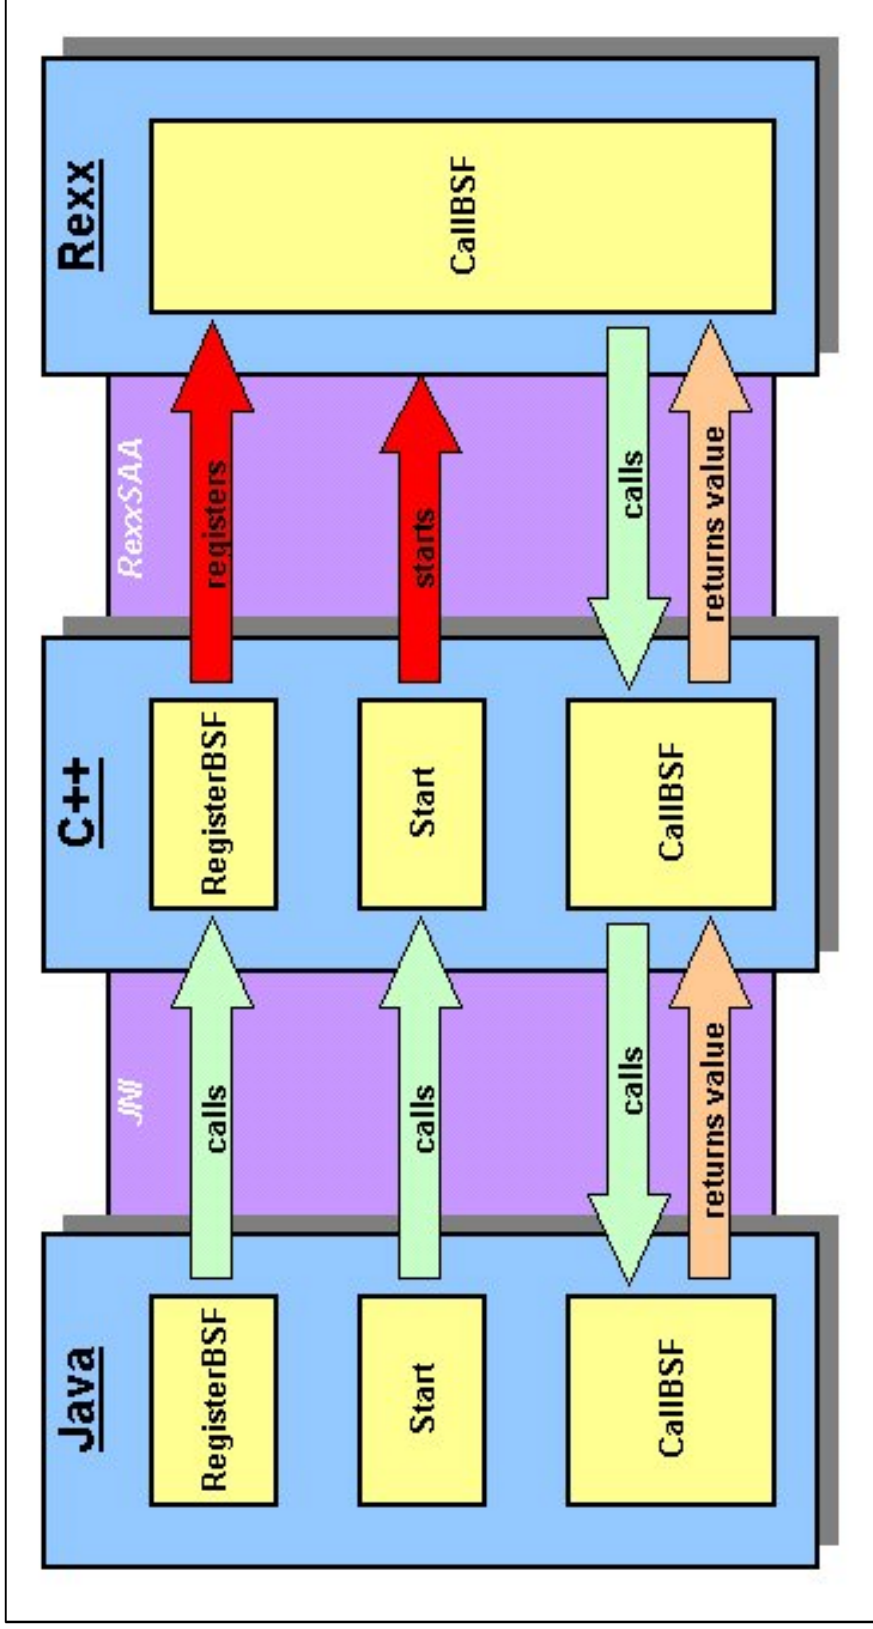 Java
RegisterBSF
Start
CallBSF
JNI
calls
calls
calls
returns value
C++
RegisterBSF
Start
CallBSF
RexxSAA
registers
starts
calls
returns value
Rexx
CallBSF